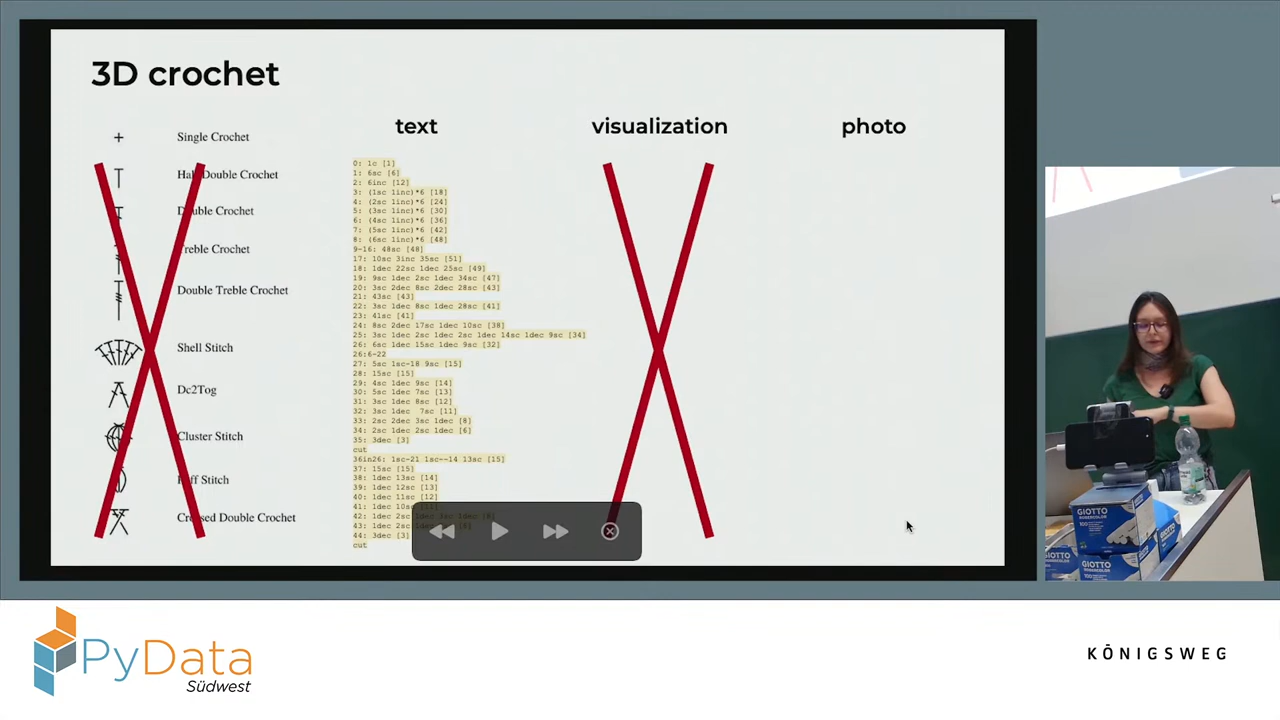 3D crochet
Single Crochet
Double Crochet
Treble Crochet
Double Treble Crochet
Shell Stitch
Dc2Tog
Cluster Stitch
Crossed Double Crochet
text
0: 1c [1]
1: 6sc [6]
2: 6inc [12]
3: (1sc 1inc)*6 [18]
4: (2sc 1inc)*6 [24]
5: (3sc 1inc)*6 [30]
6: (4sc 1inc)*6 [36]
7: (5sc 1inc)*6 [42]
8: (6sc 1inc)*6 [48]
9-16: 48sc [48]
17: 10sc 3inc 35sc [51]
18: 1dec 22sc 1dec 25sc [49]
19: 9sc 1dec 2sc 1dec 34sc [47]
20: 3sc 2dec 8sc 2dec 28sc [43]
21: 43sc [43]
22: 3sc 1dec 8sc 1dec 28sc [41]
23: 41sc [41]
24: 8sc 2dec 17sc 1dec 10sc [38]
25: 3sc 1dec 2sc 1dec 2sc 1dec 14sc 1dec 9sc [34]
26: 6sc 1dec 15sc 1dec 9sc [32]
26:6-22
27: 5sc 1sc-18 9sc [15]
28: 15sc [15]
29: 4sc 1dec 9sc [14]
30: 5sc 1dec 7sc [13]
31: 3sc 1dec 8sc [12]
32: 3sc 1dec  7sc [11]
33: 2sc 2dec 3sc 1dec [8]
34: 2sc 1dec 2sc 1dec [6]
35: 3dec [3]
cut
36in26: 1sc-21 1sc--14 13sc [15]
37: 15sc [15]
38: 1dec 13sc [14]
39: 1dec 12sc [13]
40: 1dec 11sc [12]
41: 1dec 10sc [11]
42: 1dec 2sc 1dec 3sc 1dec [8]
43: 1dec 2sc
44: 3dec [3]
cut
visualization
photo
GIOTTO
ROBERCOLOR
100
GIOTTO
GIOTTO
PyData
Südwest
KÖNIGSWEG